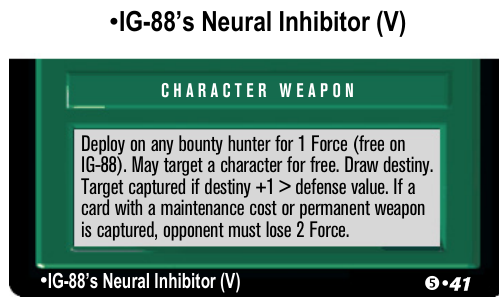 •IG-88's Neural Inhibitor (V)
CHARACTER WEAPON
Deploy on any bounty hunter for 1 Force (free on
IG-88). May target a character for free. Draw destiny.
Target captured if destiny +1 > defense value. If a
card with a maintenance cost or permanent weapon
is captured, opponent must lose 2 Force.
•IG-88's Neural Inhibitor (V) ❺•41